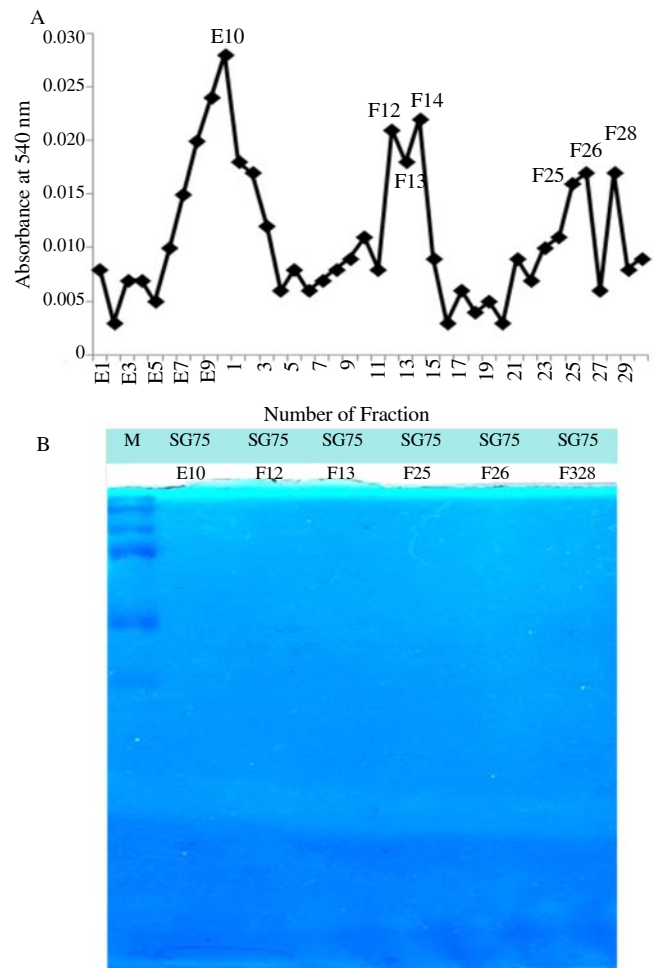 A
0.030
0.025
0.020
0.015
0.010
0.005
0
Absorbance at 540 nm
E10
F12
F14
F13
F25
F26
F28
E1 E3 E5 E7 E9 1 3 5 7 9 11 13 15 17 19 21 23 25 27 29
Number of Fraction
B
M SG75 SG75 SG75 SG75 SG75 SG75
E10 F12 F13 F25 F26 F328